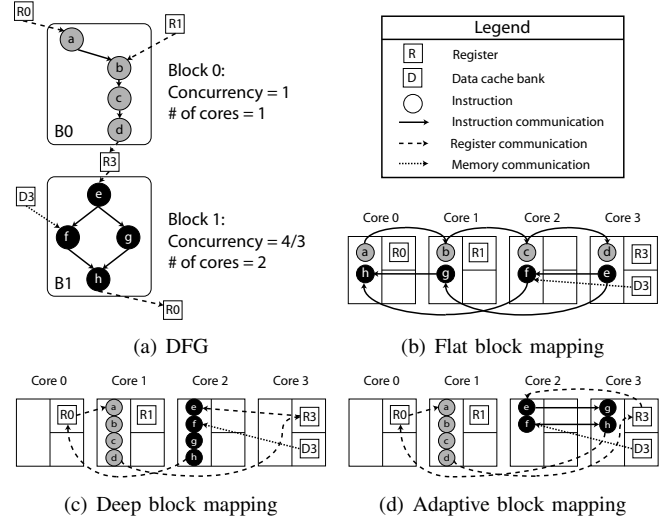 R0
R1
a
b
c
d
B0
Block 0:
Concurrency = 1
# of cores = 1
R3
D3
e
f
g
h
B1
Block 1:
Concurrency = 4/3
# of cores = 2
R0
(a) DFG
Legend
R Register
D Data cache bank
Instruction
Instruction communication
Register communication
Memory communication
Core 0 Core 1 Core 2 Core 3
a R0 b R1 c d R3
h g f e D3
(b) Flat block mapping
Core 0 Core 1 Core 2 Core 3
R0 a R1 e R3
b f
c g D3
d h
(c) Deep block mapping
Core 0 Core 1 Core 2 Core 3
R0 a R1 e g R3
b f h
c D3
d
(d) Adaptive block mapping